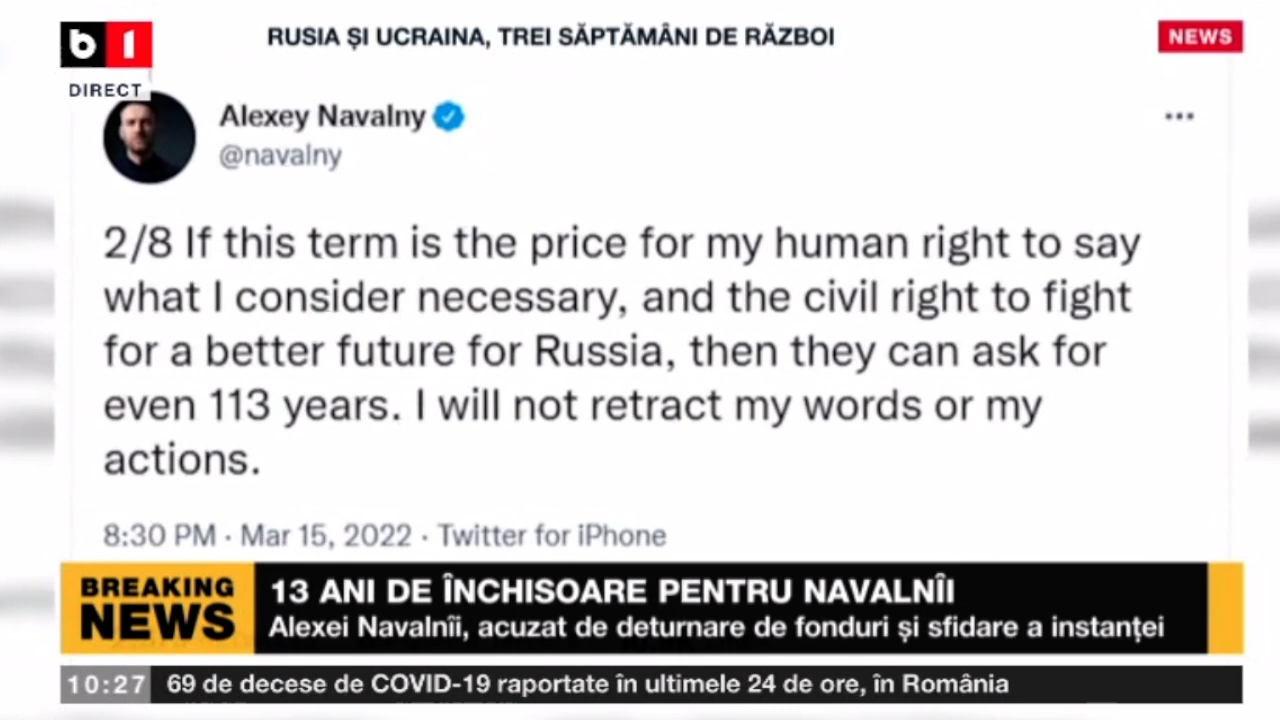 b1
RUSIA ȘI UCRAINA, TREI SĂPTĂMÂNI DE RĂZBOI
NEWS
DIRECT
Alexey Navalny
@navalny
2/8 If this term is the price for my human right to say
what I consider necessary, and the civil right to fight
for a better future for Russia, then they can ask for
even 113 years. I will not retract my words or my
actions.
8:30 PM · Mar 15, 2022 · Twitter for iPhone
BREAKING
NEWS
13 ANI DE ÎNCHISOARE PENTRU NAVALNÎI
Alexei Navalnîi, acuzat de deturnare de fonduri și sfidare a instanței
10:27
69 de decese de COVID-19 raportate în ultimele 24 de ore, în România